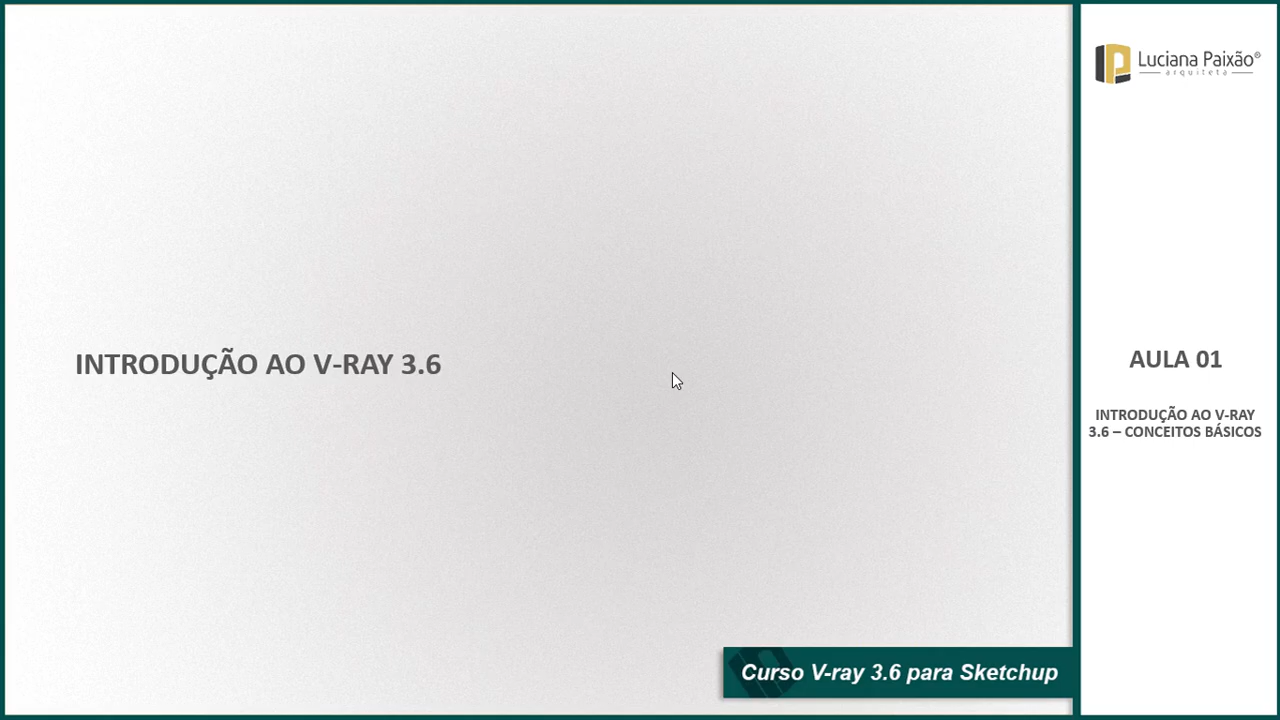 INTRODUÇÃO AO V-RAY 3.6
Luciana Paixão®
arquiteta
AULA 01
INTRODUÇÃO AO V-RAY
3.6 – CONCEITOS BÁSICOS
Curso V-ray 3.6 para Sketchup